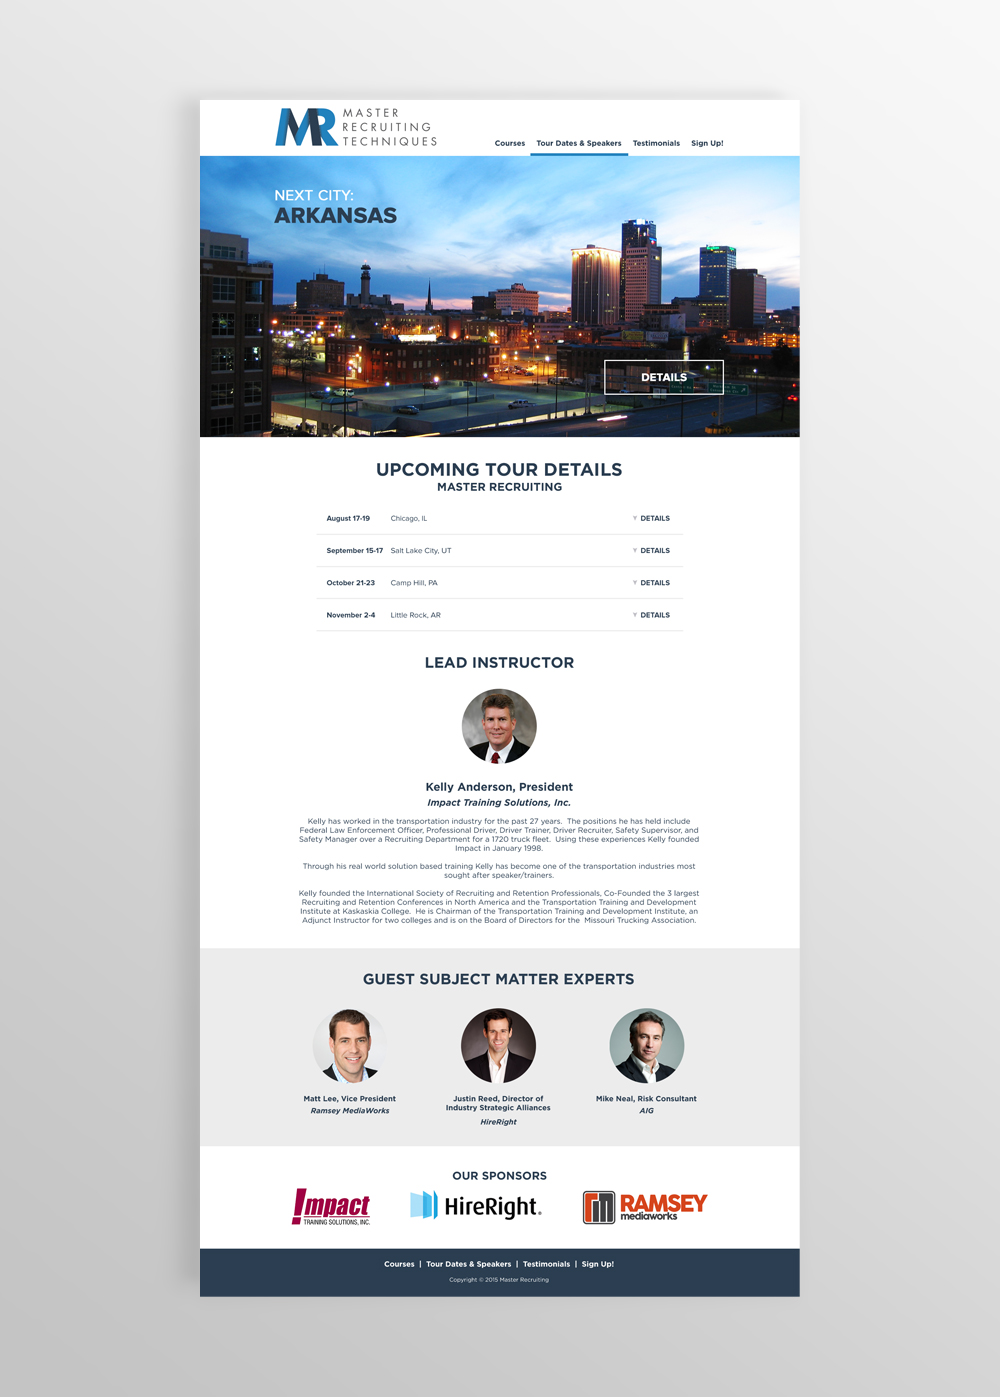 MR MASTER
RECRUITING
TECHNIQUES
Courses Tour Dates & Speakers Testimonials Sign Up!
NEXT CITY:
ARKANSAS
DETAILS
UPCOMING TOUR DETAILS
MASTER RECRUITING
August 17-19 Chicago, IL DETAILS
September 15-17 Salt Lake City, UT DETAILS
October 21-23 Camp Hill, PA DETAILS
November 2-4 Little Rock, AR DETAILS
LEAD INSTRUCTOR
Kelly Anderson, President
Impact Training Solutions, Inc.
Kelly has worked in the transportation industry for the past 27 years. The positions he has held include
Federal Law Enforcement Officer, Professional Driver, Driver Trainer, Driver Recruiter, Safety Supervisor, and
Safety Manager over a Recruiting Department for a 1720 truck fleet. Using these experiences Kelly founded
Impact in January 1998.
Through his real world solution based training Kelly has become one of the transportation industries most
sought after speaker/trainers.
Kelly founded the International Society of Recruiting and Retention Professionals, Co-Founded the 3 largest
Recruiting and Retention Conferences in North America and the Transportation Training and Development
Institute at Kaskaskia College. He is Chairman of the Transportation Training and Development Institute, an
Adjunct Instructor for two colleges and is on the Board of Directors for the Missouri Trucking Association.
GUEST SUBJECT MATTER EXPERTS
Matt Lee, Vice President
Ramsey MediaWorks
Justin Reed, Director of
Industry Strategic Alliances
HireRight
Mike Neal, Risk Consultant
AIG
OUR SPONSORS
Impact
TRAINING SOLUTIONS, INC.
HireRight
RAMSEY
mediaworks
Courses | Tour Dates & Speakers | Testimonials | Sign Up!
Copyright © 2015 Master Recruiting